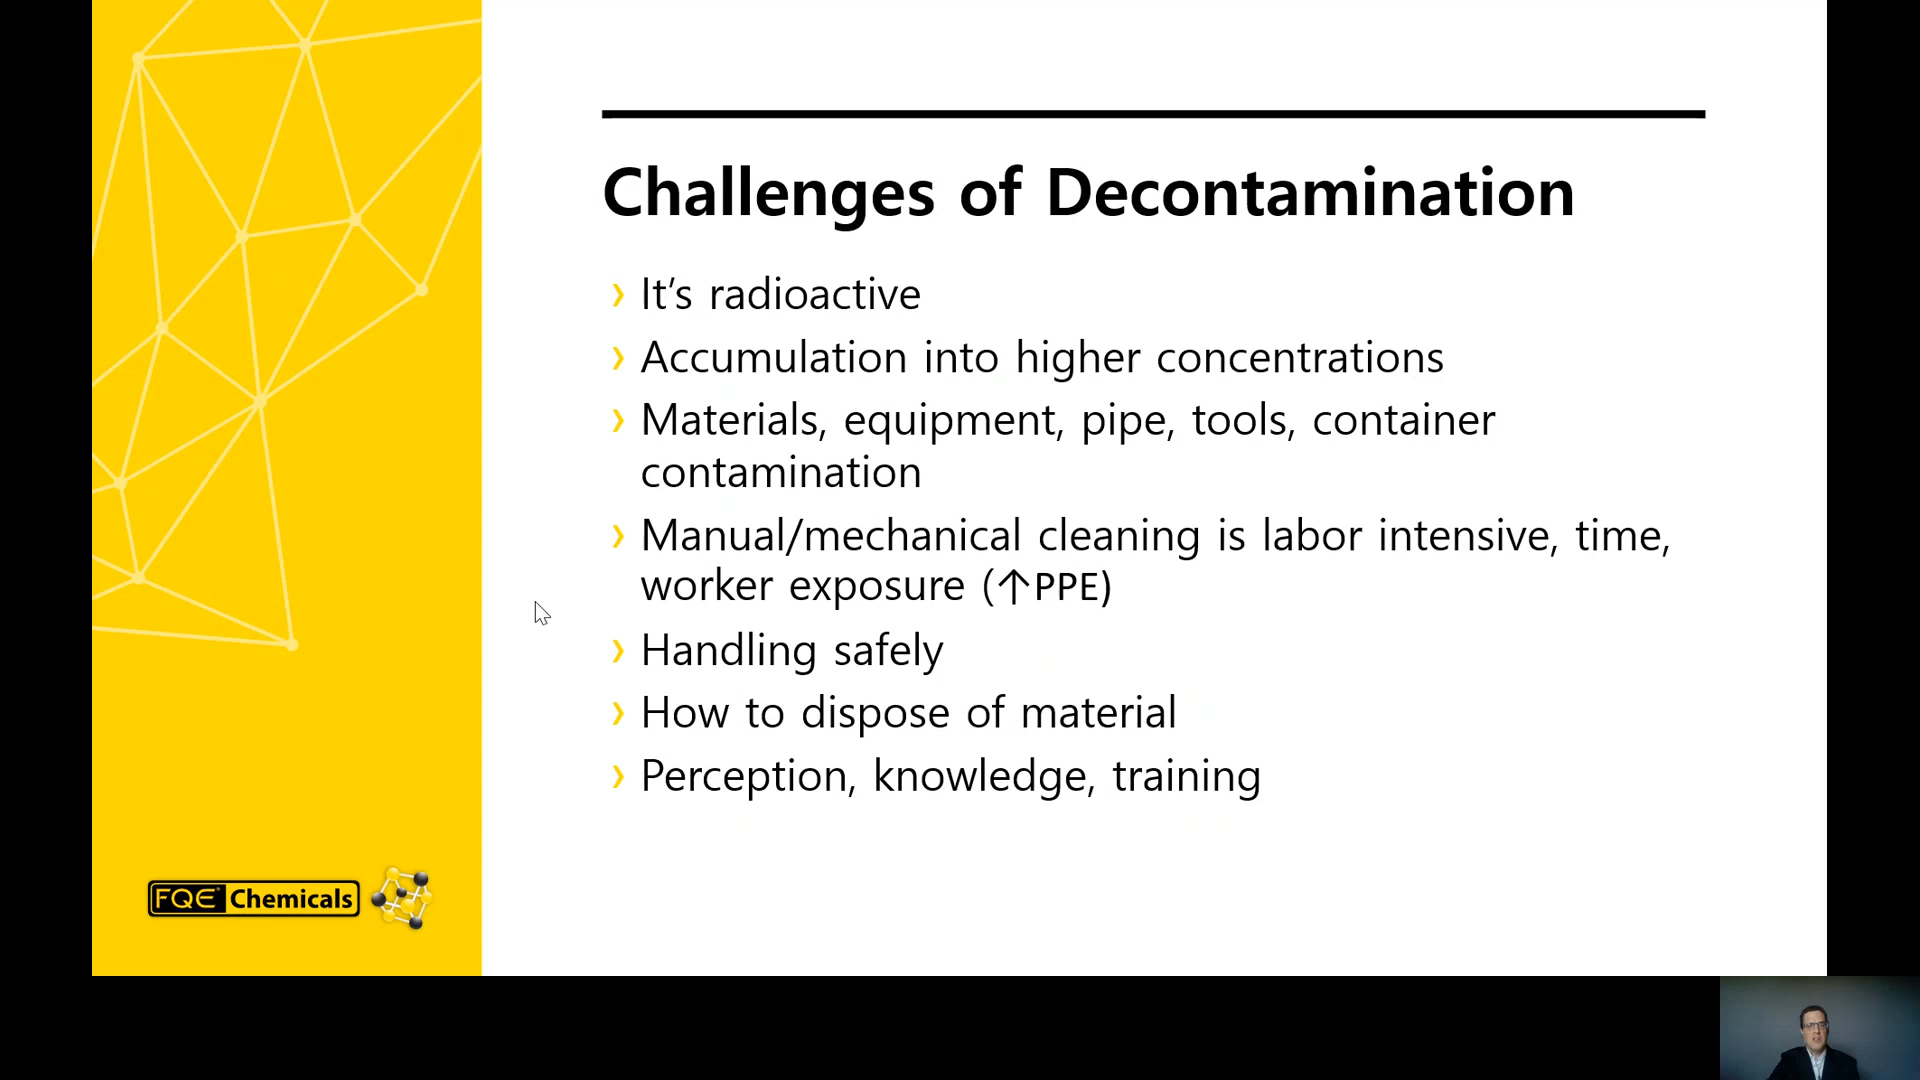 Challenges of Decontamination
› It’s radioactive
› Accumulation into higher concentrations
› Materials, equipment, pipe, tools, container
contamination
› Manual/mechanical cleaning is labor intensive, time,
worker exposure (↑PPE)
› Handling safely
› How to dispose of material
› Perception, knowledge, training
FQE® Chemicals